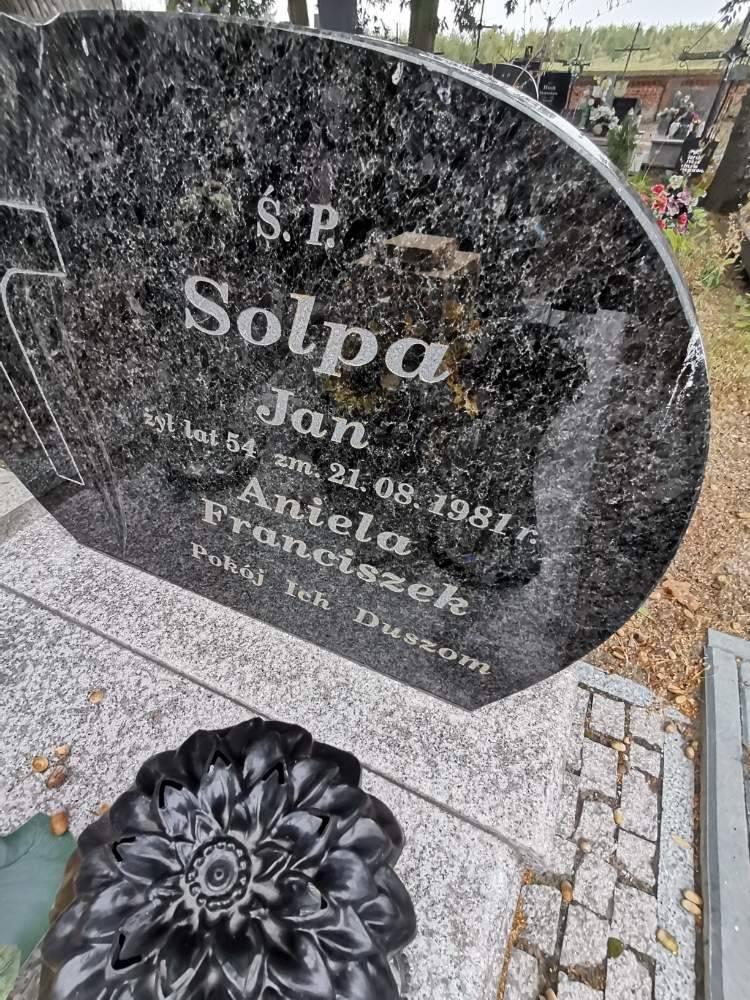 Ś. P.
Solpa
Jan
żył lat 54 zm. 21.08.1981 r.
Aniela
Franciszek
Pokój Ich Duszom